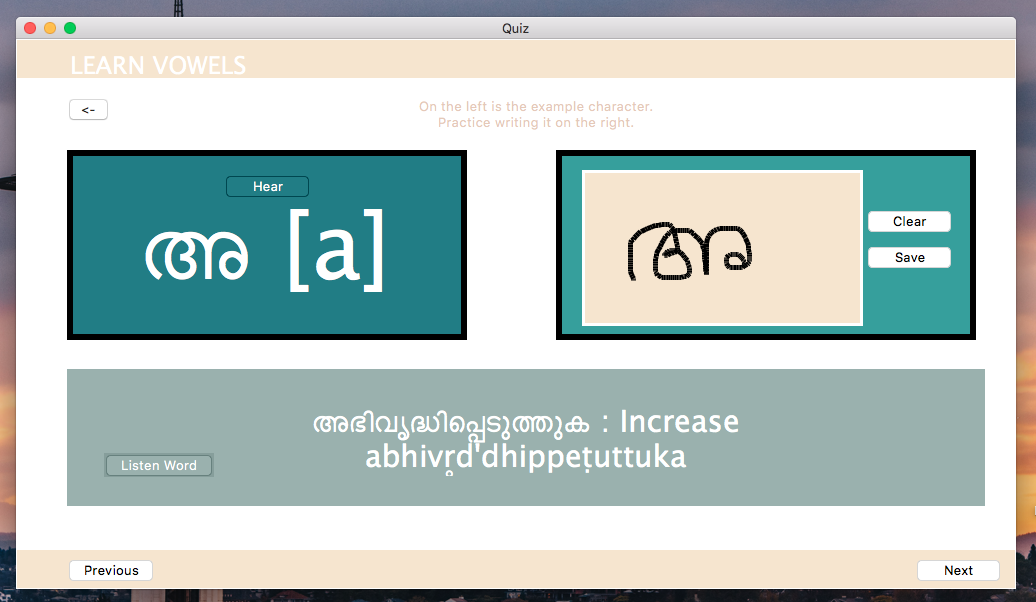 Quiz
LEARN VOWELS
<-
On the left is the example character.
Practice writing it on the right.
Hear
അ [a]
അ
Clear
Save
അഭിവൃദ്ധിപ്പെടുത്തുക : Increase
abhivr̥d'dhippeṭuttuka
Listen Word
Previous
Next